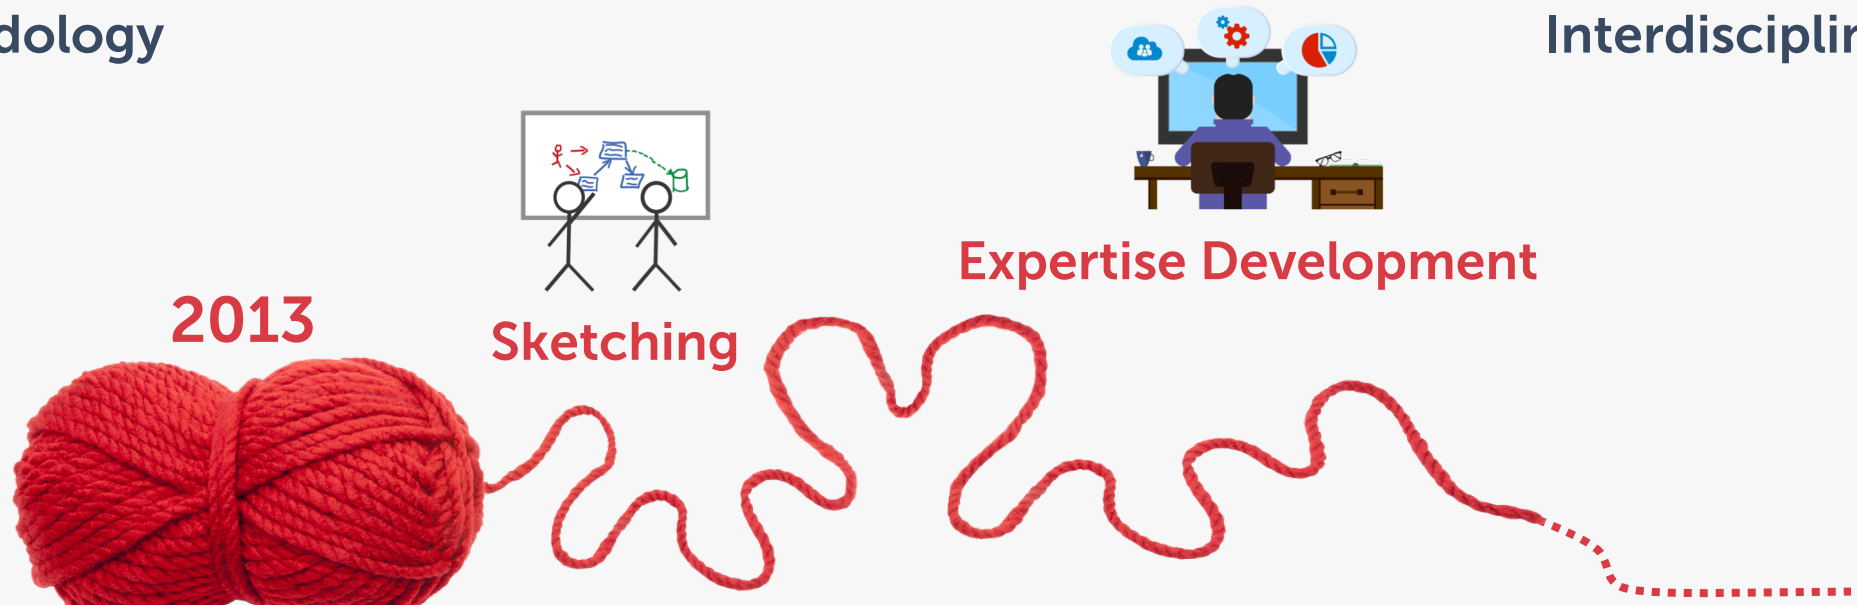 dology
Interdisciplin
Expertise Development
2013
Sketching